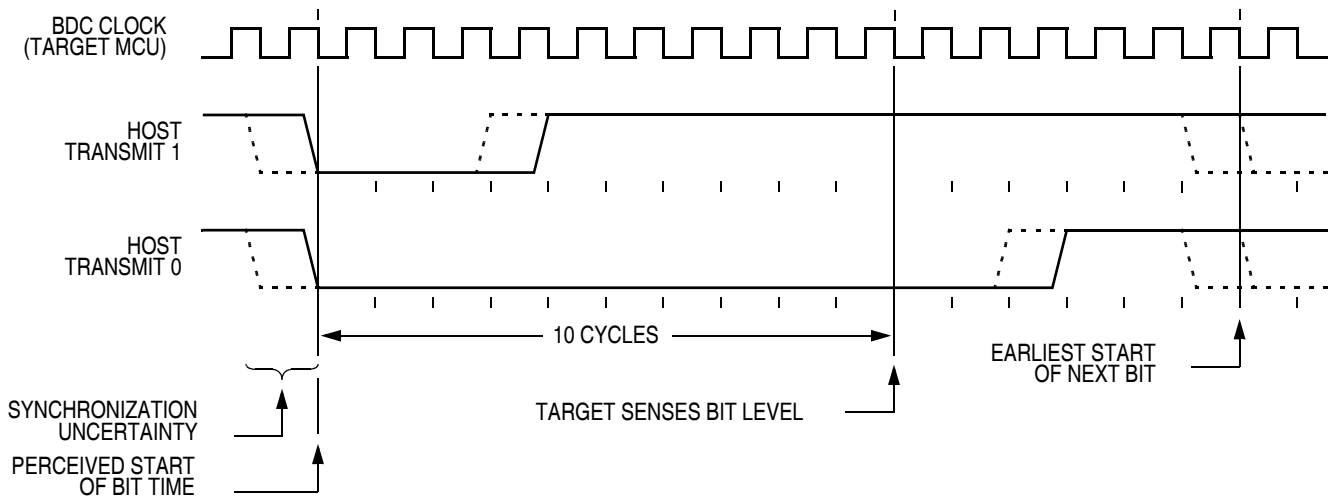 BDC CLOCK
(TARGET MCU)
HOST
TRANSMIT 1
HOST
TRANSMIT 0
10 CYCLES
EARLIEST START
OF NEXT BIT
SYNCHRONIZATION
UNCERTAINTY
TARGET SENSES BIT LEVEL
PERCEIVED START
OF BIT TIME